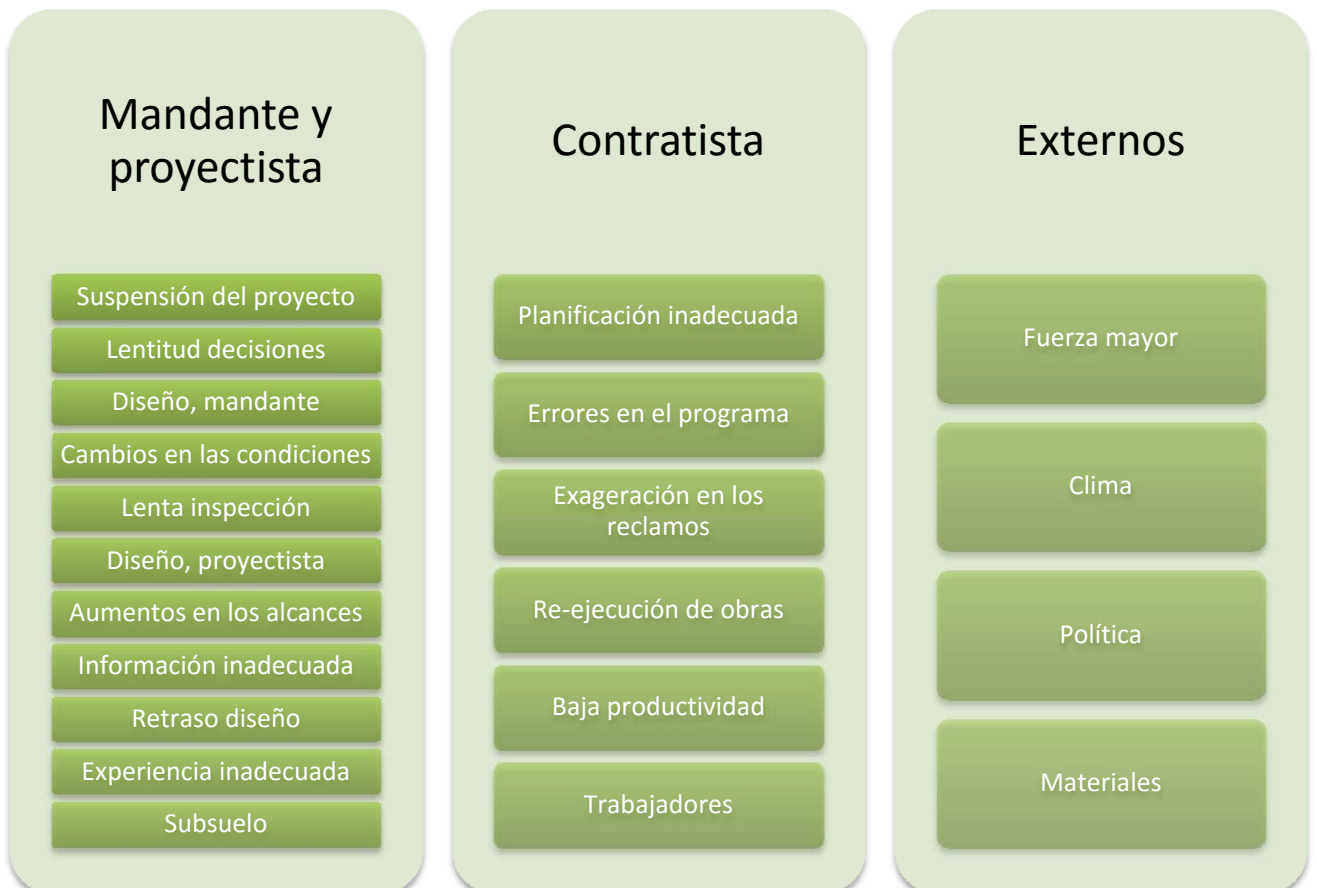 Mandante y
proyectista
Suspensión del proyecto
Lentitud decisiones
Diseño, mandante
Cambios en las condiciones
Lenta inspección
Diseño, proyectista
Aumentos en los alcances
Información inadecuada
Retraso diseño
Experiencia inadecuada
Subsuelo
Contratista
Planificación inadecuada
Errores en el programa
Exageración en los
reclamos
Re-ejecución de obras
Baja productividad
Trabajadores
Externos
Fuerza mayor
Clima
Política
Materiales